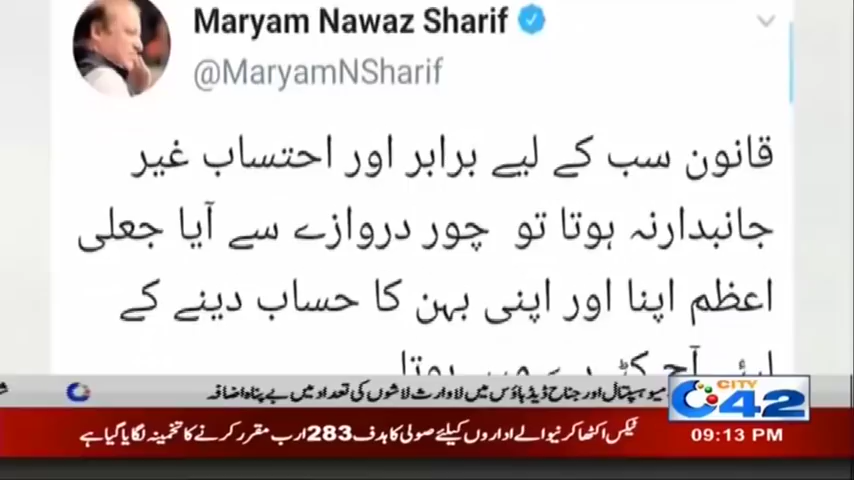 Maryam Nawaz Sharif
@MaryamNSharif
قانون سب کے لیے برابر اور احتساب غیر
جانبدارنہ ہوتا تو چور دروازے سے آیا جعلی
اعظم اپنا اور اپنی بہن کا حساب دینے کے
آج
میوہسپتال اور جناح ڈیڈ ہاؤس میں لاوارث لاشوں کی تعداد میں بے پناہ اضافہ
CITY
42
ٹیکس اکٹھا کرنیوالے اداروں کیلئے صولی کا ہدف 283 ارب مقرر کرنے کا تخمینہ لگایا گیا ہے
09:13 PM